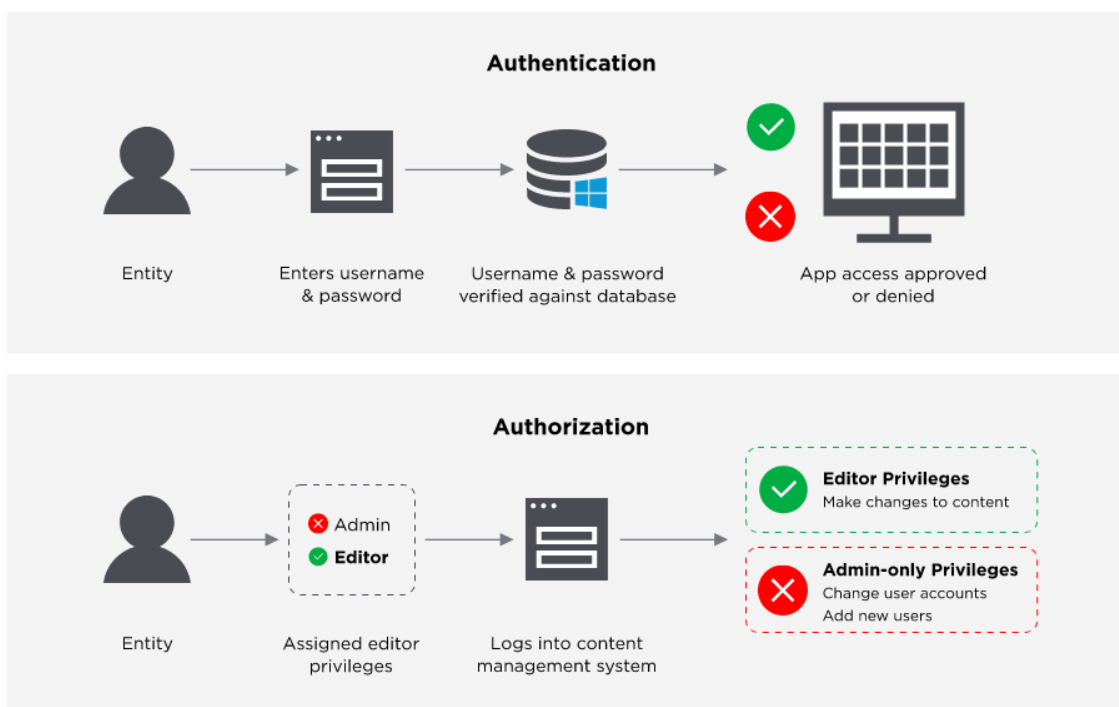 Authentication
Entity
Enters username
& password
Username & password
verified against database
App access approved
or denied
Authorization
Admin
Editor
Editor Privileges
Make changes to content
Admin-only Privileges
Change user accounts
Add new users
Entity
Assigned editor
privileges
Logs into content
management system